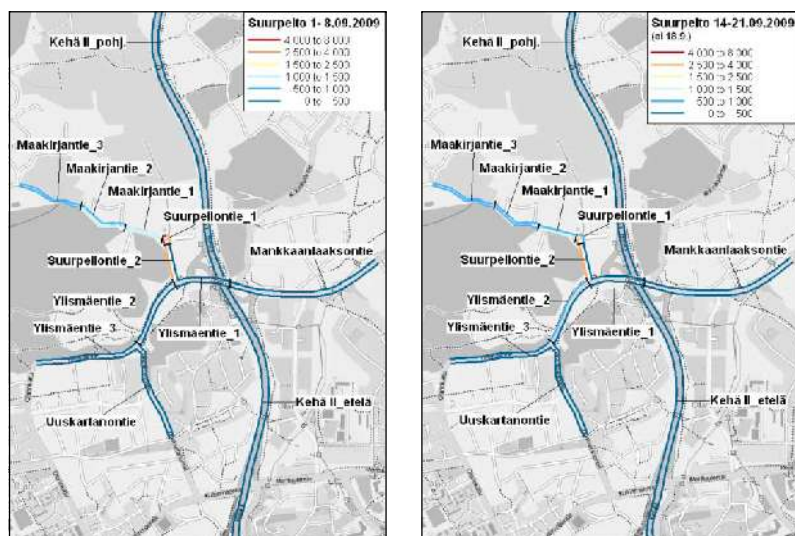 Suurpelto 1- 8.09.2009
4 000 to 8 000
2 500 to 4 000
1 500 to 2 500
1 000 to 1 500
500 to 1 000
0 to 500
Kehä II_pohj.
Maakirjantie_3
Maakirjantie_2
Maakirjantie_1
Suurpellontie_1
Mankkaanlaaksontie
Suurpellontie_2
Ylismäentie_2
Ylismäentie_3
Ylismäentie_1
Kehä II_etelä
Uuskartanontie
Suurpelto 14-21.09.2009
(ei 18.9.)
4 000 to 8 000
2 500 to 4 000
1 500 to 2 500
1 000 to 1 500
500 to 1 000
0 to 500
Kehä II_pohj.
Maakirjantie_3
Maakirjantie_2
Maakirjantie_1
Suurpellontie_1
Mankkaanlaaksontie
Suurpellontie_2
Ylismäentie_2
Ylismäentie_3
Ylismäentie_1
Kehä II_etelä
Uuskartanontie